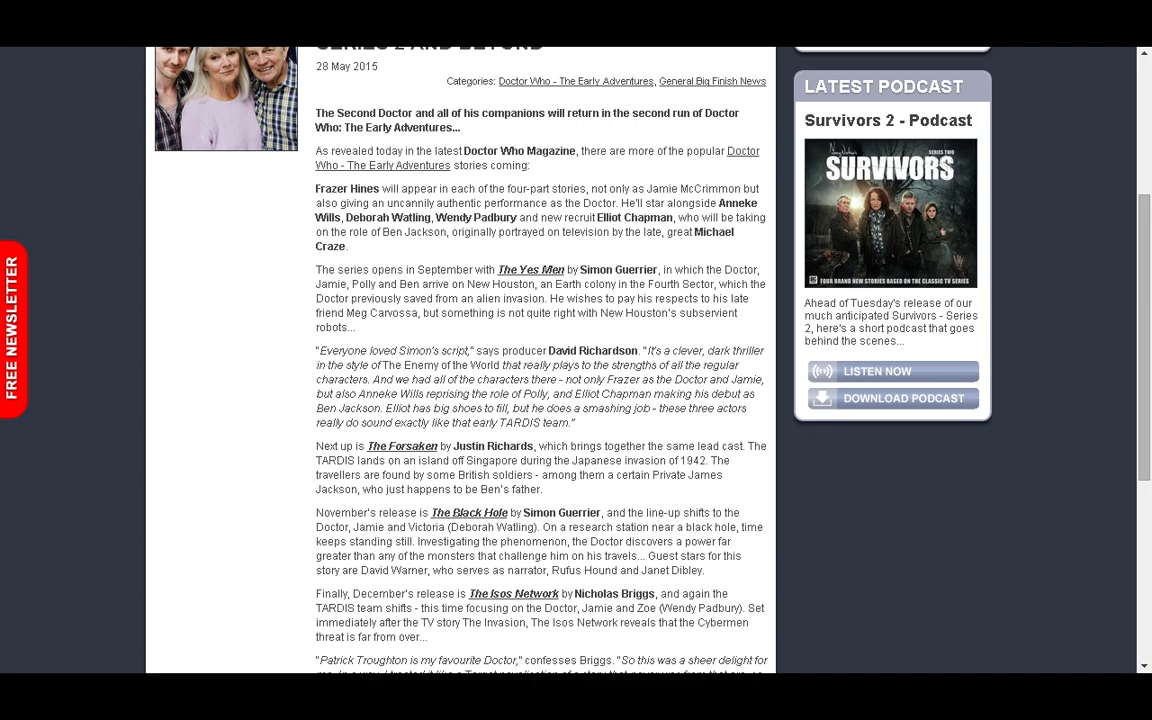 SERIES 2 AND BEYOND
28 May 2015
Categories: Doctor Who - The Early Adventures, General Big Finish News
The Second Doctor and all of his companions will return in the second run of Doctor
Who: The Early Adventures...
As revealed today in the latest Doctor Who Magazine, there are more of the popular Doctor
Who - The Early Adventures stories coming:
Frazer Hines will appear in each of the four-part stories, not only as Jamie McCrimmon but
also giving an uncannily authentic performance as the Doctor. He'll star alongside Anneke
Wills, Deborah Watling, Wendy Padbury and new recruit Elliot Chapman, who will be taking
on the role of Ben Jackson, originally portrayed on television by the late, great Michael
Craze.
The series opens in September with The Yes Men by Simon Guerrier, in which the Doctor,
Jamie, Polly and Ben arrive on New Houston, an Earth colony in the Fourth Sector, which the
Doctor previously saved from an alien invasion. He wishes to pay his respects to his late
friend Meg Carvossa, but something is not quite right with New Houston's subservient
robots...
"Everyone loved Simon's script," says producer David Richardson. "It's a clever, dark thriller
in the style of The Enemy of the World that really plays to the strengths of all the regular
characters. And we had all of the characters there - not only Frazer as the Doctor and Jamie,
but also Anneke Wills reprising the role of Polly, and Elliot Chapman making his debut as
Ben Jackson. Elliot has big shoes to fill, but he does a smashing job - these three actors
really do sound exactly like that early TARDIS team."
Next up is The Forsaken by Justin Richards, which brings together the same lead cast. The
TARDIS lands on an island off Singapore during the Japanese invasion of 1942. The
travellers are found by some British soldiers - among them a certain Private James
Jackson, who just happens to be Ben's father.
November's release is The Black Hole by Simon Guerrier, and the line-up shifts to the
Doctor, Jamie and Victoria (Deborah Watling). On a research station near a black hole, time
keeps standing still. Investigating the phenomenon, the Doctor discovers a power far
greater than any of the monsters that challenge him on his travels... Guest stars for this
story are David Warner, who serves as narrator, Rufus Hound and Janet Dibley.
Finally, December's release is The Isos Network by Nicholas Briggs, and again the
TARDIS team shifts - this time focusing on the Doctor, Jamie and Zoe (Wendy Padbury). Set
immediately after the TV story The Invasion, The Isos Network reveals that the Cybermen
threat is far from over...
"Patrick Troughton is my favourite Doctor," confesses Briggs. "So this was a sheer delight for
FREE NEWSLETTER
LATEST PODCAST
Survivors 2 - Podcast
SERIES TWO
SURVIVORS
FOUR BRAND NEW STORIES BASED ON THE CLASSIC TV SERIES
Ahead of Tuesday's release of our
much anticipated Survivors - Series
2, here's a short podcast that goes
behind the scenes...
LISTEN NOW
DOWNLOAD PODCAST